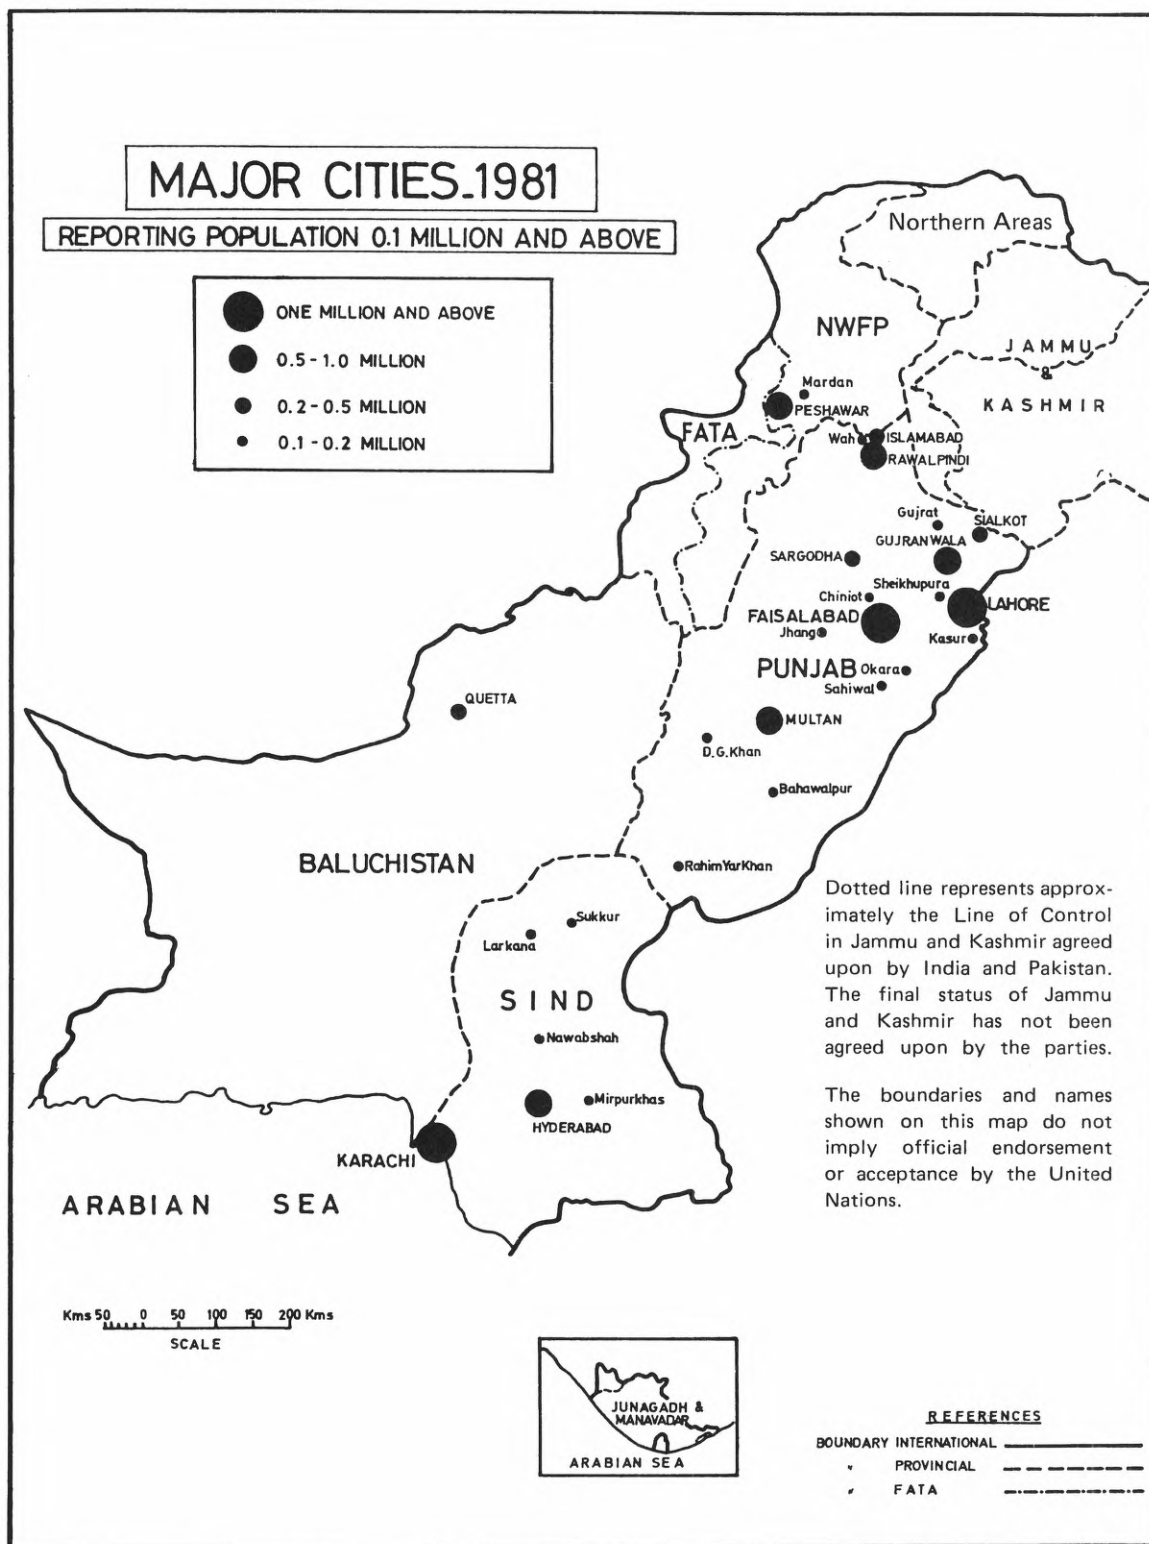 MAJOR CITES_1981
REPORTING POPULATION 0.1 MILLION AND ABOVE
ONE MILLION AND ABOVE
0.5-1.0 MILLION
0.2-0.5 MILLION
0.1-0.2 MILLION
Northern Areas
NWFP
JAMMU
&
KASHMIR
Mardan
PESHAWAR
FATA
Wah
ISLAMABAD
RAWALPINDI
Gujrat
SIALKOT
GUJRANWALA
SARGODHA
Sheikhupura
Chiniot
LAHORE
FAISALABAD
Jhang
Kasur
PUNJAB
Okara
Sahiwal
QUETTA
MULTAN
D.G.Khan
Bahawalpur
BALUCHISTAN
RahimYarKhan
Sukkur
Larkana
SIND
Nawabshah
Mirpurkhas
HYDERABAD
KARACHI
ARABIAN SEA
Dotted line represents approx-
imately the Line of Control
in Jammu and Kashmir agreed
upon by India and Pakistan.
The final status of Jammu
and Kashmir has not been
agreed upon by the parties.
The boundaries and names
shown on this map do not
imply official endorsement
or acceptance by the United
Nations.
Kms 50 0 50 100 150 200 Kms
SCALE
JUNAGADH &
MANAVADAR
ARABIAN SEA
REFERENCES
BOUNDARY INTERNATIONAL
" PROVINCIAL
" FATA